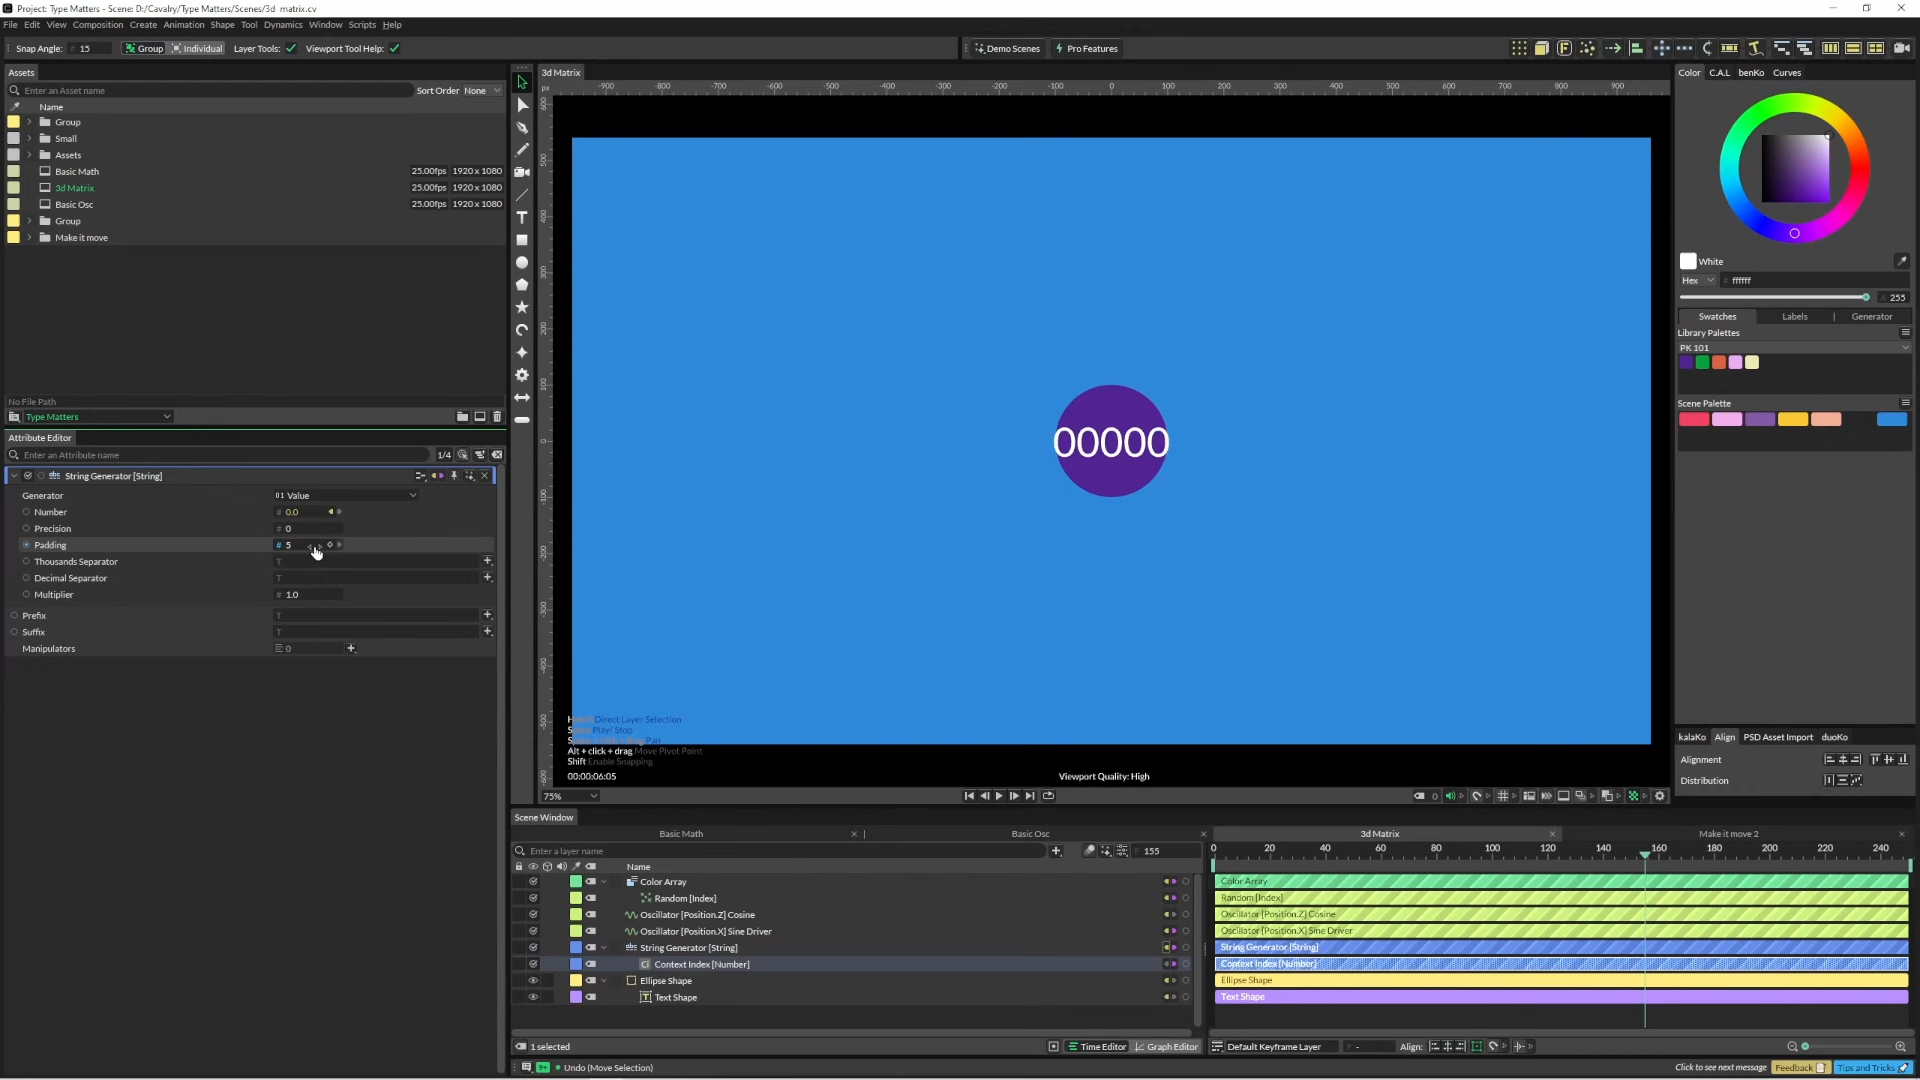 Project: Type Matters - Scene: D:/Cavalry/Type Matters/Scenes/3d matrix.cv
File Edit View Composition Create Animation Shape Tool Dynamics Window Scripts Help
Snap Angle: # 15 Group Individual Layer Tools: Viewport Tool Help:
Demo Scenes Pro Features
Assets
Enter an Asset name
Sort Order None
Name
Group
Small
Assets
Basic Math 25.00fps 1920 x 1080
3d Matrix 25.00fps 1920 x 1080
Basic Osc 25.00fps 1920 x 1080
Group
Make it move
No File Path
Type Matters
Attribute Editor
Enter an Attribute name
1/4
String Generator [String]
Generator 01 Value
Number # 0.0
Precision # 0
Padding # 5
Thousands Separator T
Decimal Separator T
Multiplier # 1.0
Prefix T
Suffix T
Manipulators 0
3d Matrix
px -900 -800 -700 -600 -500 -400 -300 -200 -100 0 100 200 300 400 500 600 700 800 900
00000
Direct Layer Selection
Play/ Stop
Pan
Alt + click + drag Move Pivot Point
Shift Enable Snapping
00:00:06:05
Viewport Quality: High
75%
0
Color C.A.L benKo Curves
White
Hex # ffffff
255
Swatches Labels Generator
Library Palettes
PK 101
Scene Palette
kalaKo Align PSD Asset Import duoKo
Alignment
Distribution
Scene Window
Basic Math Basic Osc 3d Matrix Make it move 2
Enter a layer name
155
0 20 40 60 80 100 120 140 160 180 200 220 240
Name
Color Array Color Array
Random [Index] Random [Index]
Oscillator [Position.Z] Cosine Oscillator [Position.Z] Cosine
Oscillator [Position.X] Sine Driver Oscillator [Position.X] Sine Driver
String Generator [String] String Generator [String]
Ci Context Index [Number] Context Index [Number]
Ellipse Shape Ellipse Shape
T Text Shape Text Shape
1 selected
Time Editor Graph Editor
Default Keyframe Layer
-
Align:
9+ Undo (Move Selection)
Click to see next message Feedback Tips and Tricks